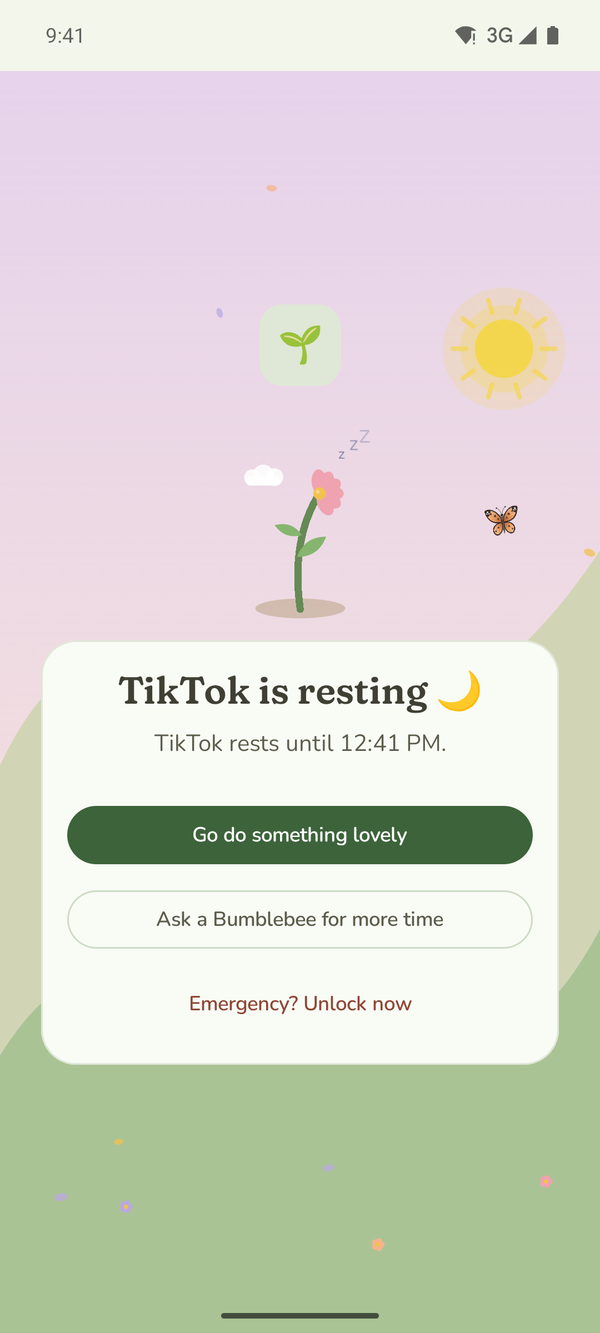 9:41
3G
z z Z
TikTok is resting 🌙
TikTok rests until 12:41 PM.
Go do something lovely
Ask a Bumblebee for more time
Emergency? Unlock now